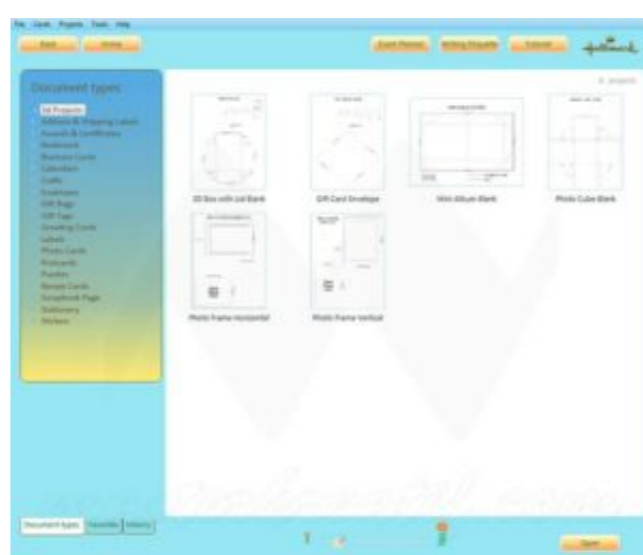 File Cards Projects Tools Help
Back Home Event Planner Writing Etiquette Tutorial Hallmark
Document types
6 projects
3d Projects
Address & Shipping Labels
Awards & Certificates
Bookmark
Business Cards
Calendars
Crafts
Envelopes
Gift Bags
Gift Tags
Greeting Cards
Labels
Photo Cards
Postcards
Puzzles
Recipe Cards
Scrapbook Page
Stationery
Stickers
3D Box with Lid Blank Gift Card Envelope Mini Album Blank Photo Cube Blank
Photo Frame Horizontal Photo Frame Vertical
Document types Favorites History
Open